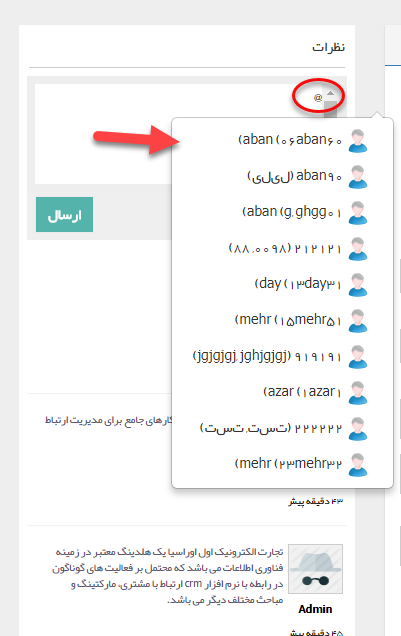 نظرات
@
ارسال
(aban (۰۶aban۶۰
aban۹۰ (لیلی)
(aban (g,ghgg۰۱
۲۱۲۱۲۱ (۸۸,۰۰۹۸)
(day (۱۳day۳۱
(mehr (۱۵mehr۵۱
۹۱۹۱۹۱ (jgjgjgj,jghjgjgj)
(azar (۱azar۱
۲۲۲۲۲۲ (تست,تست)
(mehr (۲۳mehr۳۲
کارهای جامع برای مدیریت ارتباط
۴۳ دقیقه پیش
تجارت الکترونیک اول اوراسیا یک هلدینگ معتبر در زمینه
فناوری اطلاعات می باشد که محتمل بر فعالیت های گوناگون
در رابطه با نرم افزار crm ارتباط با مشتری، مارکتینگ و
مباحث مختلف دیگر می باشد.
Admin
۴۵ دقیقه پیش